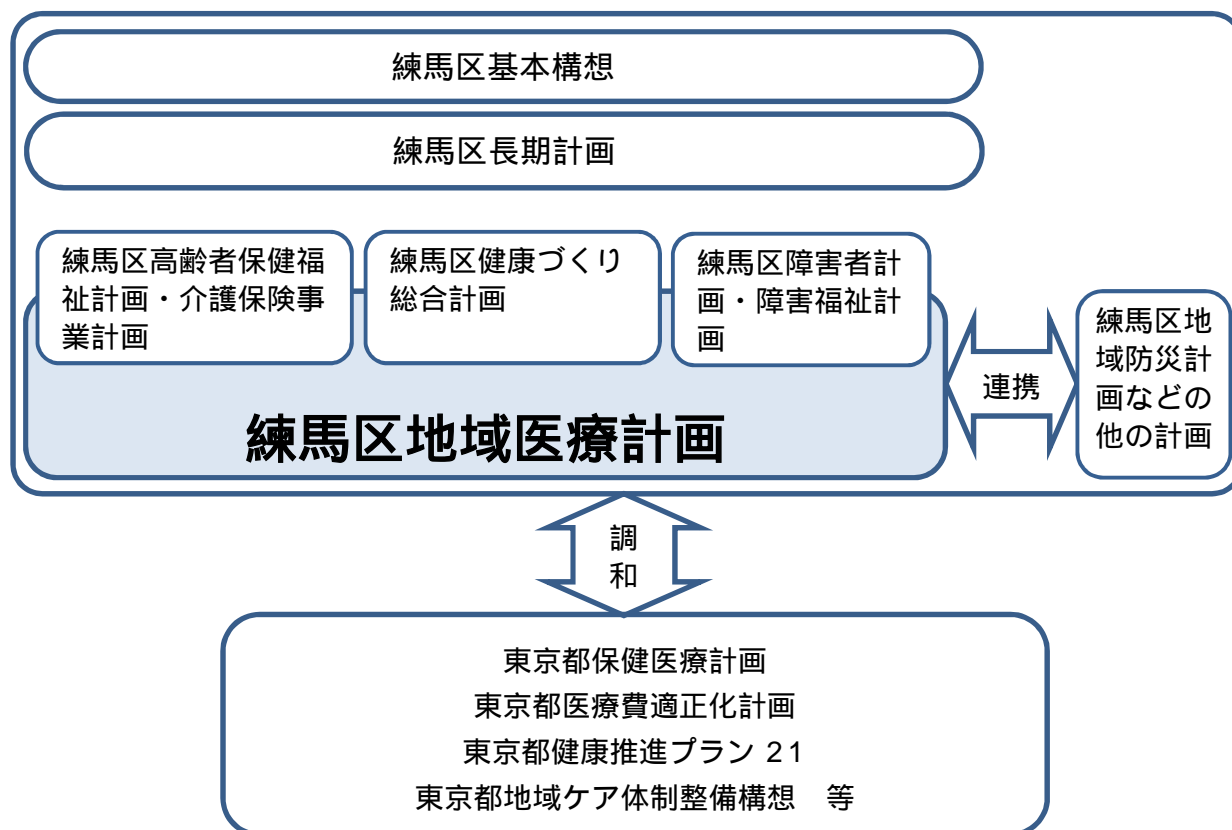 練馬区基本構想
練馬区長期計画
練馬区高齢者保健福
祉計画・介護保険事
業計画
練馬区健康づくり
総合計画
練馬区障害者計
画・障害福祉計
画
練馬区地域医療計画
連携
練馬区地
域防災計
画などの
他の計画
調
和
東京都保健医療計画
東京都医療費適正化計画
東京都健康推進プラン 21
東京都地域ケア体制整備構想　等